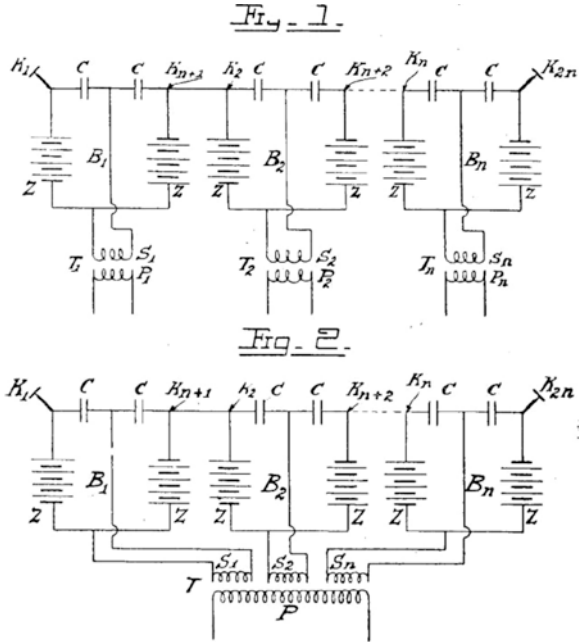 Fig. 1.
K1 C C Kn+1 K2 C C Kn+2 Kn C C K2n
B1 B2 Bn
Z Z Z Z Z Z
T1 S1 T2 S2 Tn Sn
P1 P2 Pn
Fig. 2.
K1 C C Kn+1 K2 C C Kn+2 Kn C C K2n
B1 B2 Bn
Z Z Z Z Z Z
S1 S2 Sn
T
P